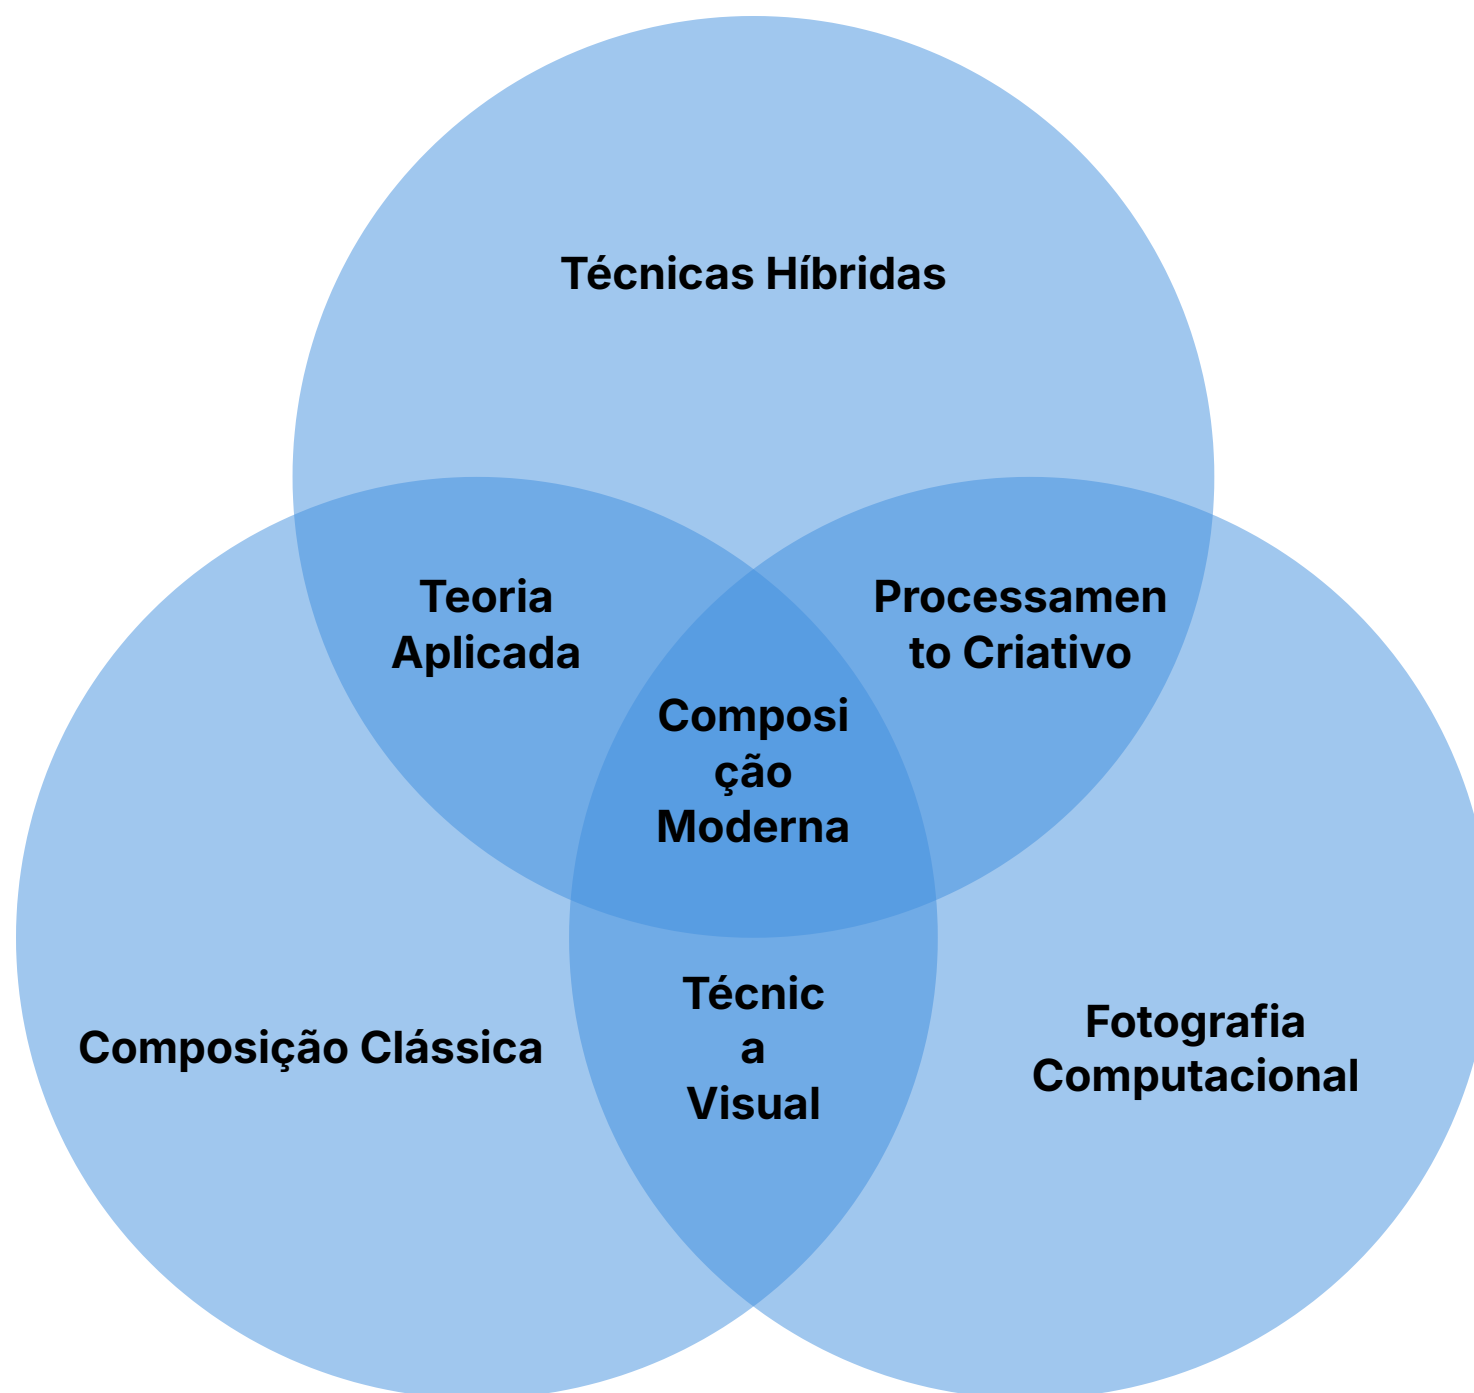 Técnicas Híbridas
Teoria
Aplicada
Processamen
to Criativo
Composi
ção
Moderna
Composição Clássica
Técnic
a
Visual
Fotografia
Computacional